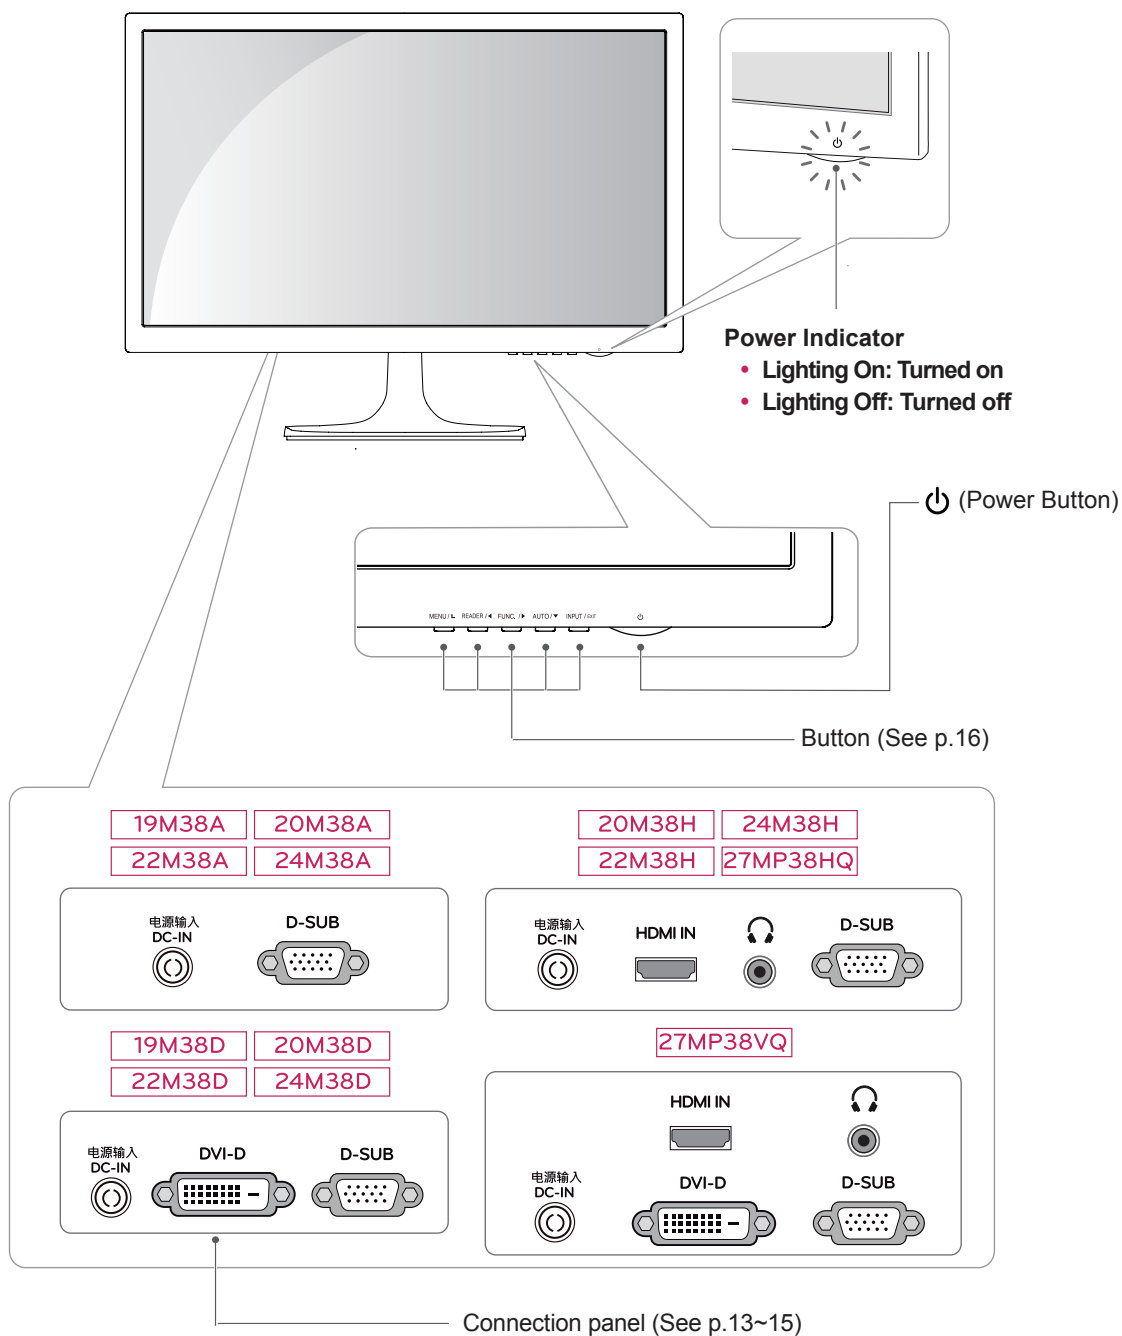 Power Indicator
• Lighting On: Turned on
• Lighting Off: Turned off
(Power Button)
MENU / READER /◄ FUNC. /► AUTO /▼ INPUT / EXIT
Button (See p.16)
19M38A 20M38A
22M38A 24M38A
电源输入
DC-IN
D-SUB
20M38H 24M38H
22M38H 27MP38HQ
电源输入
DC-IN
HDMI IN
D-SUB
19M38D 20M38D
22M38D 24M38D
电源输入
DC-IN
DVI-D
D-SUB
27MP38VQ
HDMI IN
电源输入
DC-IN
DVI-D
D-SUB
Connection panel (See p.13~15)